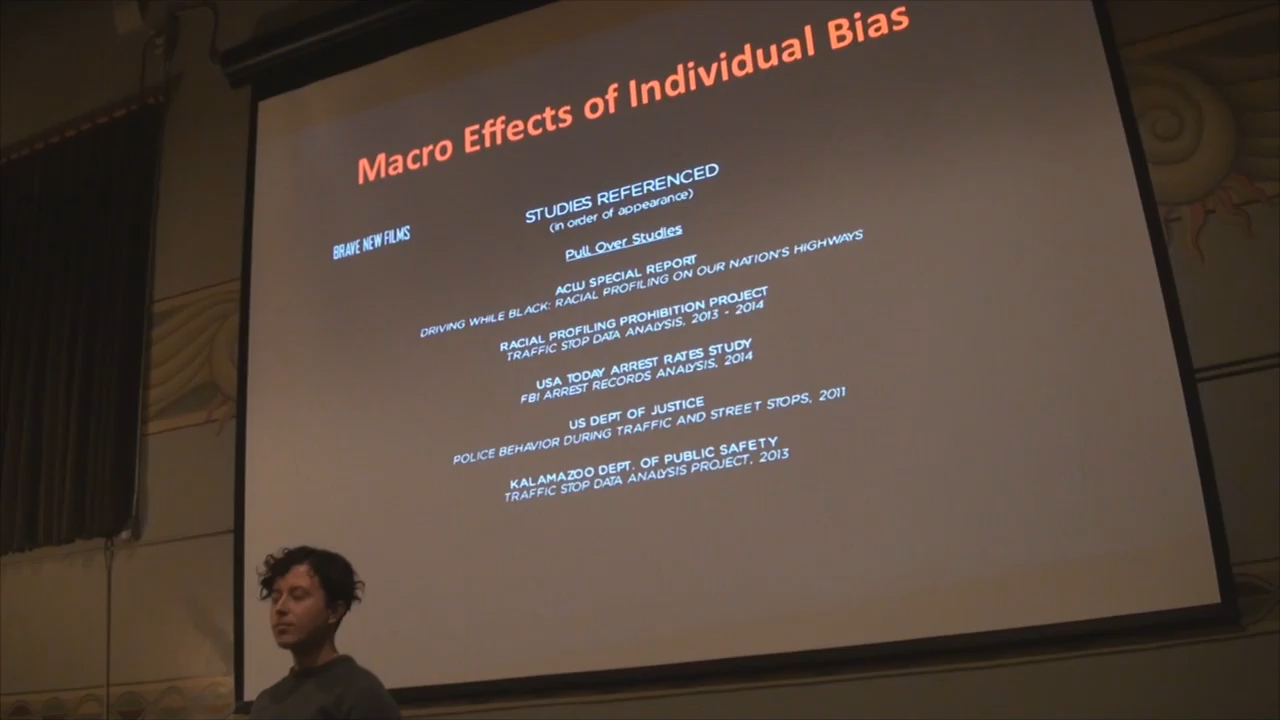 Macro Effects of Individual Bias
BRAVE NEW FILMS
STUDIES REFERENCED
(in order of appearance)
Pull Over Studies
ACLU SPECIAL REPORT
DRIVING WHILE BLACK: RACIAL PROFILING ON OUR NATION'S HIGHWAYS
RACIAL PROFILING PROHIBITION PROJECT
TRAFFIC STOP DATA ANALYSIS, 2013 - 2014
USA TODAY ARREST RATES STUDY
FBI ARREST RECORDS ANALYSIS, 2014
US DEPT OF JUSTICE
POLICE BEHAVIOR DURING TRAFFIC AND STREET STOPS, 2011
KALAMAZOO DEPT. OF PUBLIC SAFETY
TRAFFIC STOP DATA ANALYSIS PROJECT, 2013